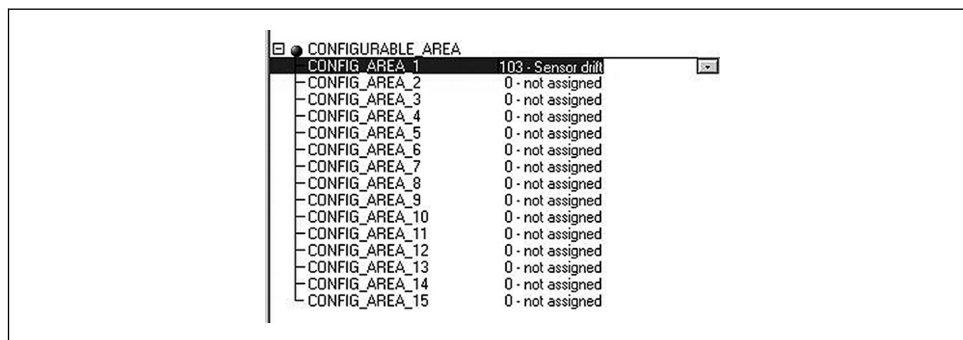 CONFIGURABLE_AREA
CONFIG_AREA_1 103 - Sensor drift
CONFIG_AREA_2 0 - not assigned
CONFIG_AREA_3 0 - not assigned
CONFIG_AREA_4 0 - not assigned
CONFIG_AREA_5 0 - not assigned
CONFIG_AREA_6 0 - not assigned
CONFIG_AREA_7 0 - not assigned
CONFIG_AREA_8 0 - not assigned
CONFIG_AREA_9 0 - not assigned
CONFIG_AREA_10 0 - not assigned
CONFIG_AREA_11 0 - not assigned
CONFIG_AREA_12 0 - not assigned
CONFIG_AREA_13 0 - not assigned
CONFIG_AREA_14 0 - not assigned
CONFIG_AREA_15 0 - not assigned